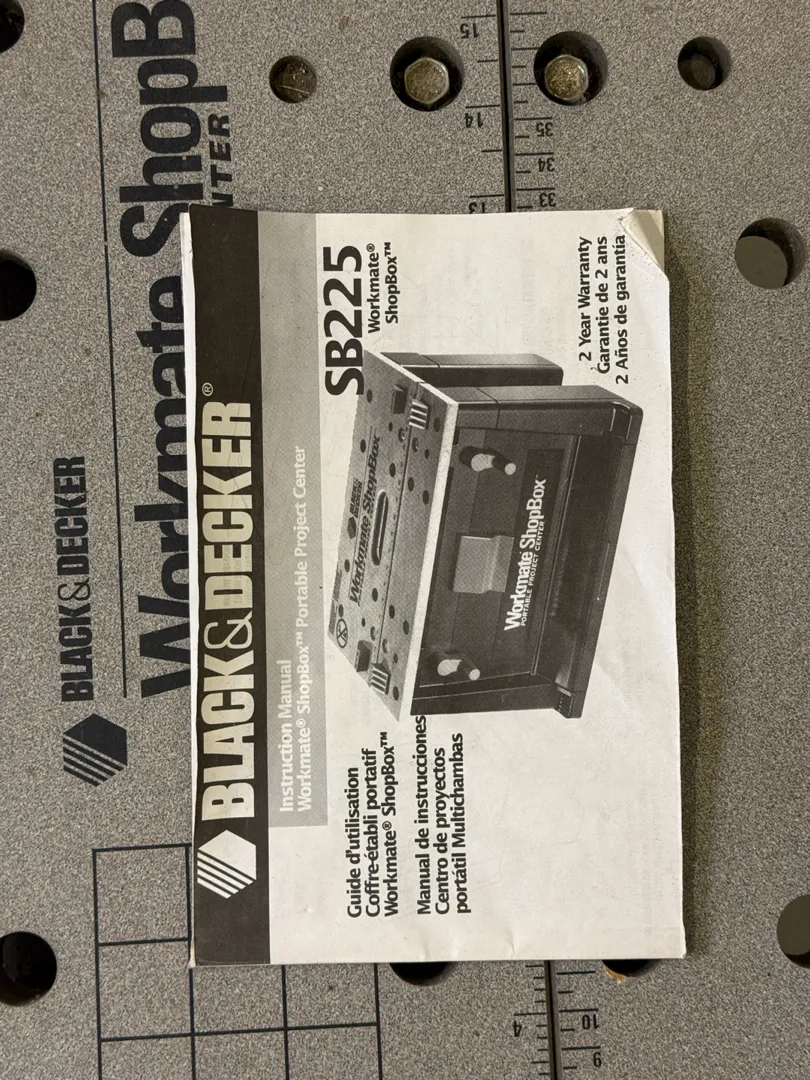 BLACK&DECKER
Workmate ShopB
NTER
BLACK&DECKER®
Instruction Manual
Workmate® ShopBox™ Portable Project Center
SB225
Workmate®
ShopBox™
Guide d'utilisation
Coffre-établi portatif
Workmate® ShopBox™
Manual de instrucciones
Centro de proyectos
portátil Multichambas
Workmate ShopBox
Workmate ShopBox™
PORTABLE PROJECT CENTER
2 Year Warranty
Garantie de 2 ans
2 Años de garantía
15
14
13
35
34
33
4
10
9